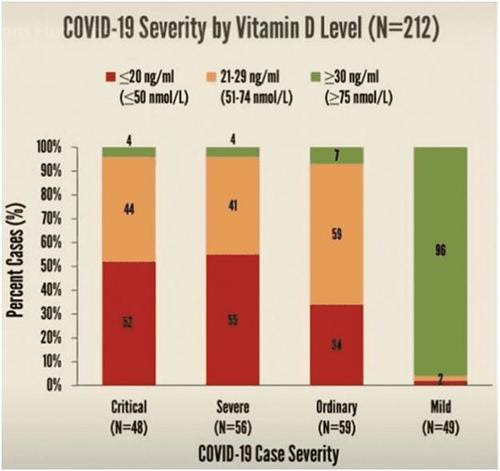 COVID-19 Severity by Vitamin D Level (N=212)
≤20 ng/ml 21-29 ng/ml ≥30 ng/ml
(≤50 nmol/L) (51-74 nmol/L) (≥75 nmol/L)
Percent Cases (%)
100%
90%
80%
70%
60%
50%
40%
30%
20%
10%
0%
4 4 7
44 41 59 96
52 55 34 2
Critical Severe Ordinary Mild
(N=48) (N=56) (N=59) (N=49)
COVID-19 Case Severity